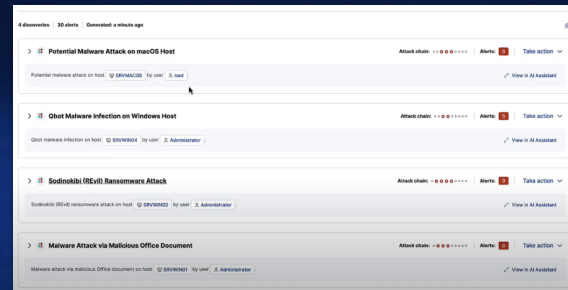 4 discoveries | 30 alerts | Generated: a minute ago
Potential Malware Attack on macOS Host Attack chain: Alerts: Take action
Potential malware attack on host SRVMAC08 by user root View in AI Assistant
Qbot Malware Infection on Windows Host Attack chain: Alerts: Take action
Qbot malware infection on host SRVWIN04 by user Administrator View in AI Assistant
Sodinokibi (REvil) Ransomware Attack Attack chain: Alerts: Take action
Sodinokibi (REvil) ransomware attack on host SRVWIN02 by user Administrator View in AI Assistant
Malware Attack via Malicious Office Document Attack chain: Alerts: Take action
Malware attack via malicious Office document on host SRVWIN01 by user Administrator View in AI Assistant